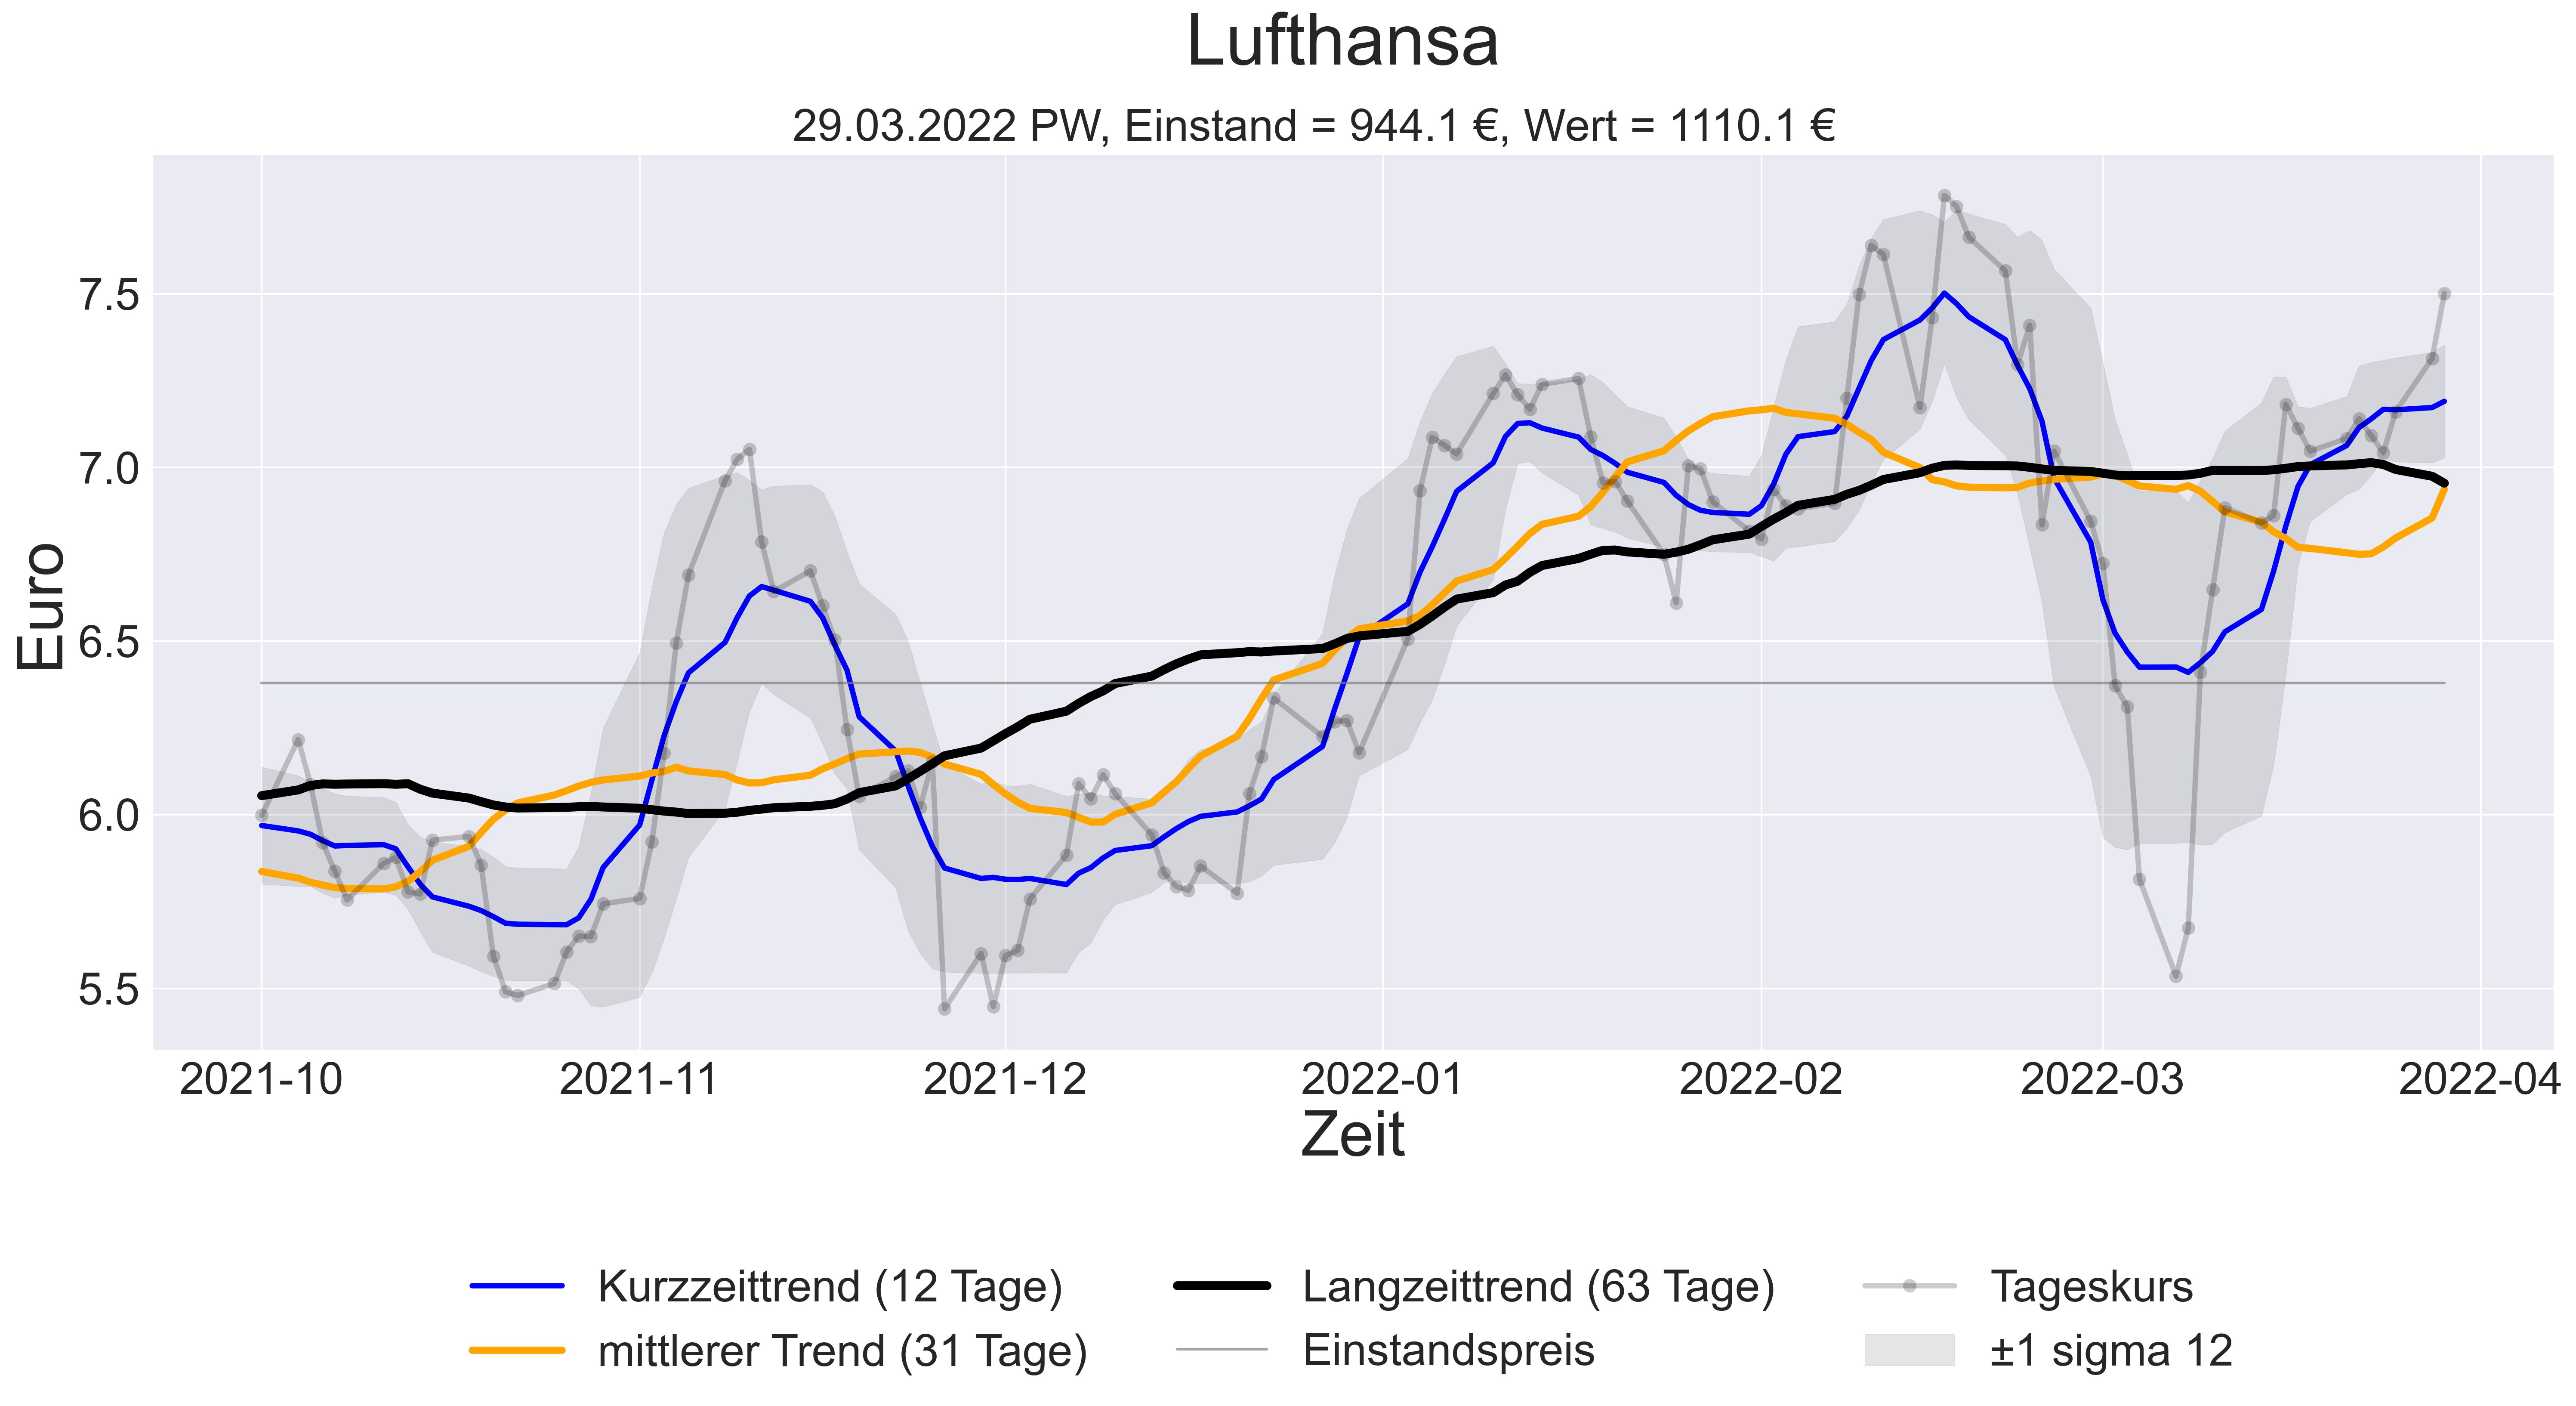 Lufthansa
29.03.2022 PW, Einstand = 944.1 €, Wert = 1110.1 €
Euro
7.5
7.0
6.5
6.0
5.5
2021-10 2021-11 2021-12 2022-01 2022-02 2022-03 2022-04
Zeit
Kurzzeittrend (12 Tage) Langzeittrend (63 Tage) Tageskurs
mittlerer Trend (31 Tage) Einstandspreis ±1 sigma 12